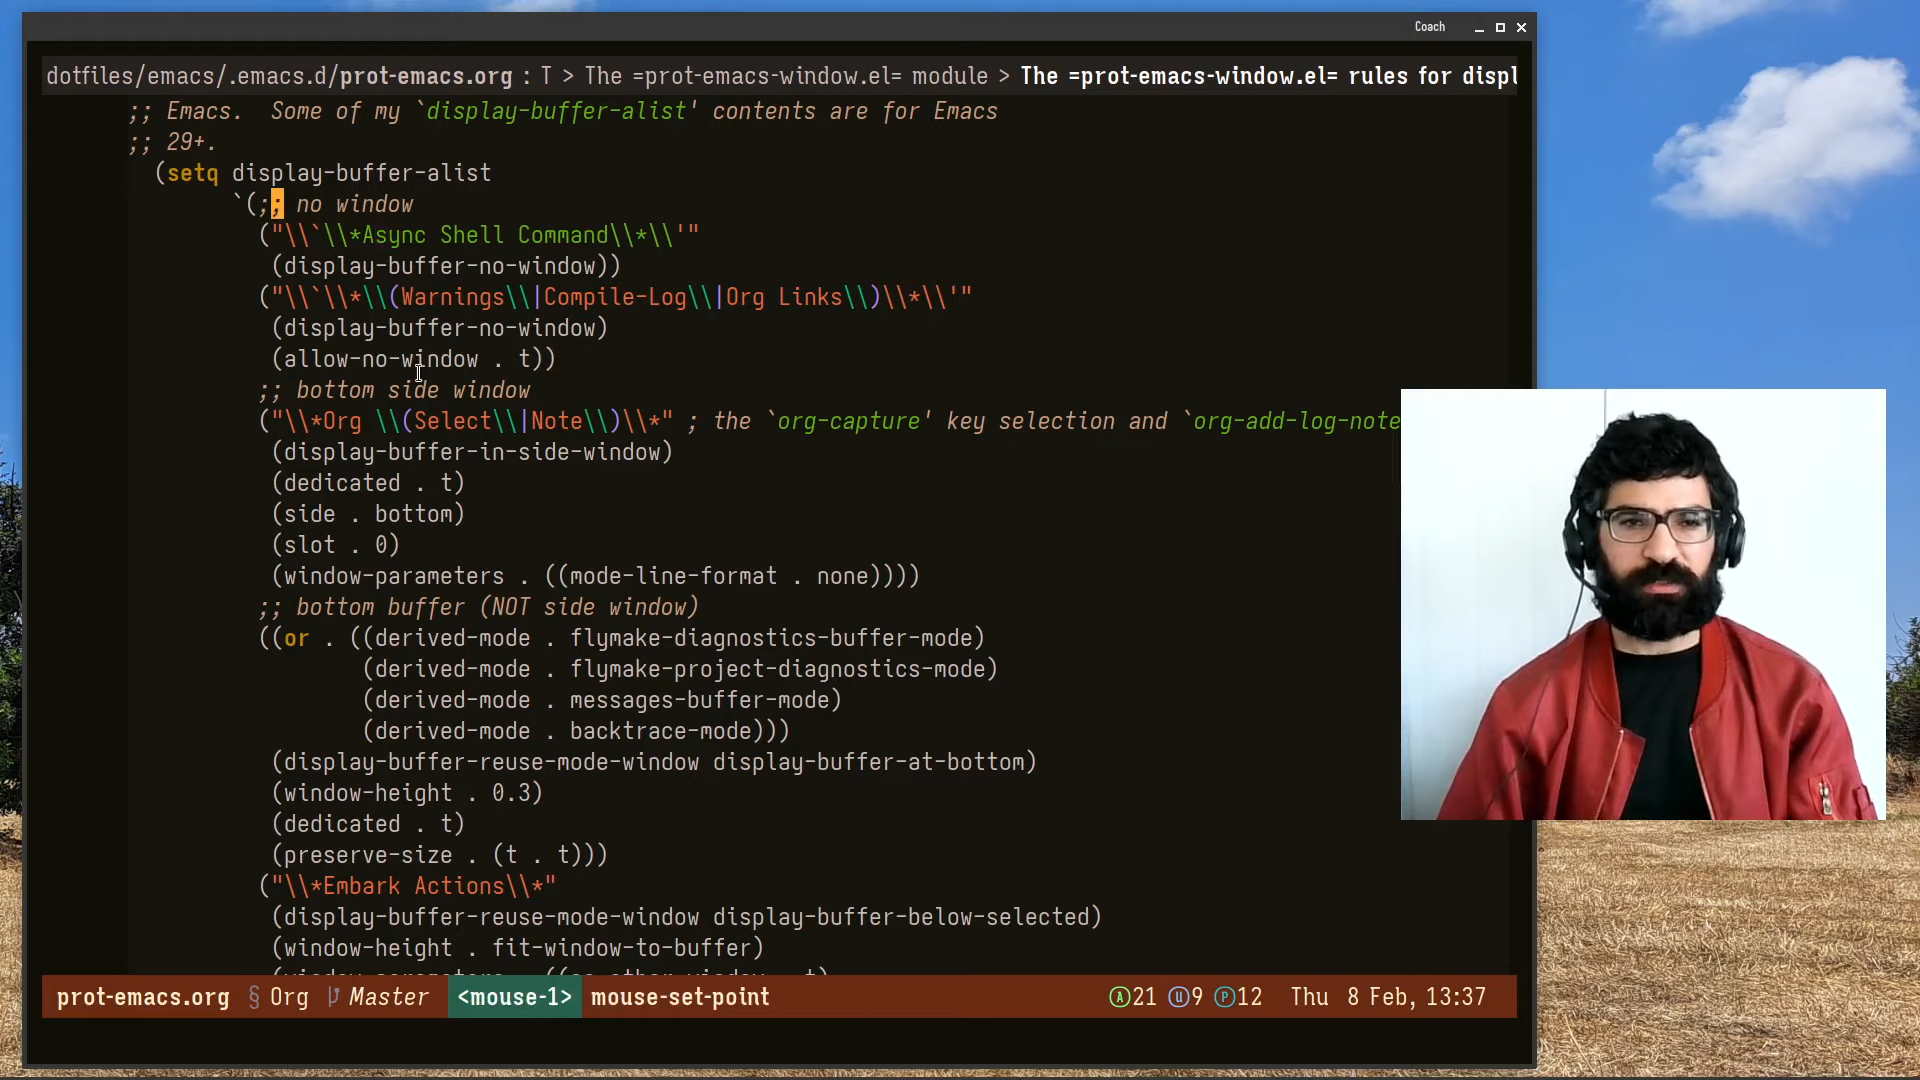 Coach
dotfiles/emacs/.emacs.d/prot-emacs.org : T > The =prot-emacs-window.el= module > The =prot-emacs-window.el= rules for displ
;; Emacs.  Some of my `display-buffer-alist' contents are for Emacs
;; 29+.
(setq display-buffer-alist
`(;; no window
("\\`\\*Async Shell Command\\*\\'"
(display-buffer-no-window))
("\\`\\*\\(Warnings\\|Compile-Log\\|Org Links\\)\\*\\'"
(display-buffer-no-window)
(allow-no-window . t))
;; bottom side window
("\\*Org \\(Select\\|Note\\)\\*" ; the `org-capture' key selection and `org-add-log-note
(display-buffer-in-side-window)
(dedicated . t)
(side . bottom)
(slot . 0)
(window-parameters . ((mode-line-format . none))))
;; bottom buffer (NOT side window)
((or . ((derived-mode . flymake-diagnostics-buffer-mode)
(derived-mode . flymake-project-diagnostics-mode)
(derived-mode . messages-buffer-mode)
(derived-mode . backtrace-mode)))
(display-buffer-reuse-mode-window display-buffer-at-bottom)
(window-height . 0.3)
(dedicated . t)
(preserve-size . (t . t)))
("\\*Embark Actions\\*"
(display-buffer-reuse-mode-window display-buffer-below-selected)
(window-height . fit-window-to-buffer)
(window-parameters . ((no-other-window . t)
prot-emacs.org § Org Master <mouse-1> mouse-set-point A21 U9 P12 Thu 8 Feb, 13:37